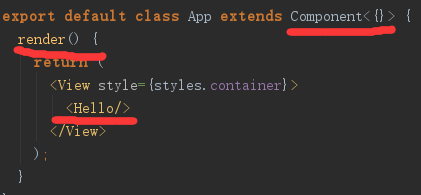 export default class App extends Component<{}> {
render() {
return (
<View style={styles.container}>
<Hello/>
</View>
);
}